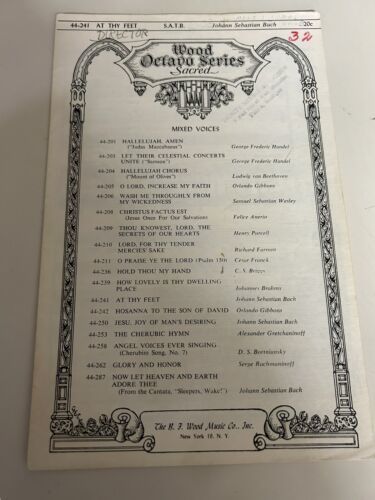 44-241 AT THY FEET S.A.T.B. Johann Sebastian Bach 20c
DIRECTOR
32
Wood
Octavo Series
Sacred
MIXED VOICES
44-201 HALLELUJAH, AMEN
("Judas Maccabaeus") George Frederic Handel
44-203 LET THEIR CELESTIAL CONCERTS
UNITE ("Samson") George Frederic Handel
44-204 HALLELUJAH CHORUS
("Mount of Olives") Ludwig van Beethoven
44-205 O LORD, INCREASE MY FAITH Orlando Gibbons
44-206 WASH ME THROUGHLY FROM
MY WICKEDNESS Samuel Sebastian Wesley
44-208 CHRISTUS FACTUS EST
Jesus Once For Our Salvation Felice Anerio
44-209 THOU KNOWEST, LORD, THE
SECRETS OF OUR HEARTS Henry Purcell
44-210 LORD, FOR THY TENDER
MERCIES' SAKE Richard Farrant
44-211 O PRAISE YE THE LORD (Psalm 150) César Franck
44-236 HOLD THOU MY HAND C. S. Briggs
44-239 HOW LOVELY IS THY DWELLING
PLACE Johannes Brahms
44-241 AT THY FEET Johann Sebastian Bach
44-242 HOSANNA TO THE SON OF DAVID Orlando Gibbons
44-250 JESU, JOY OF MAN'S DESIRING Johann Sebastian Bach
44-253 THE CHERUBIC HYMN Alexander Gretchaninoff
44-258 ANGEL VOICES EVER SINGING
(Cherubim Song, No. 7) D. S. Bortniansky
44-262 GLORY AND HONOR Serge Rachmaninoff
44-287 NOW LET HEAVEN AND EARTH
ADORE THEE
(From the Cantata, "Sleepers, Wake!") Johann Sebastian Bach
The B. F. Wood Music Co., Inc.
New York 19, N. Y.